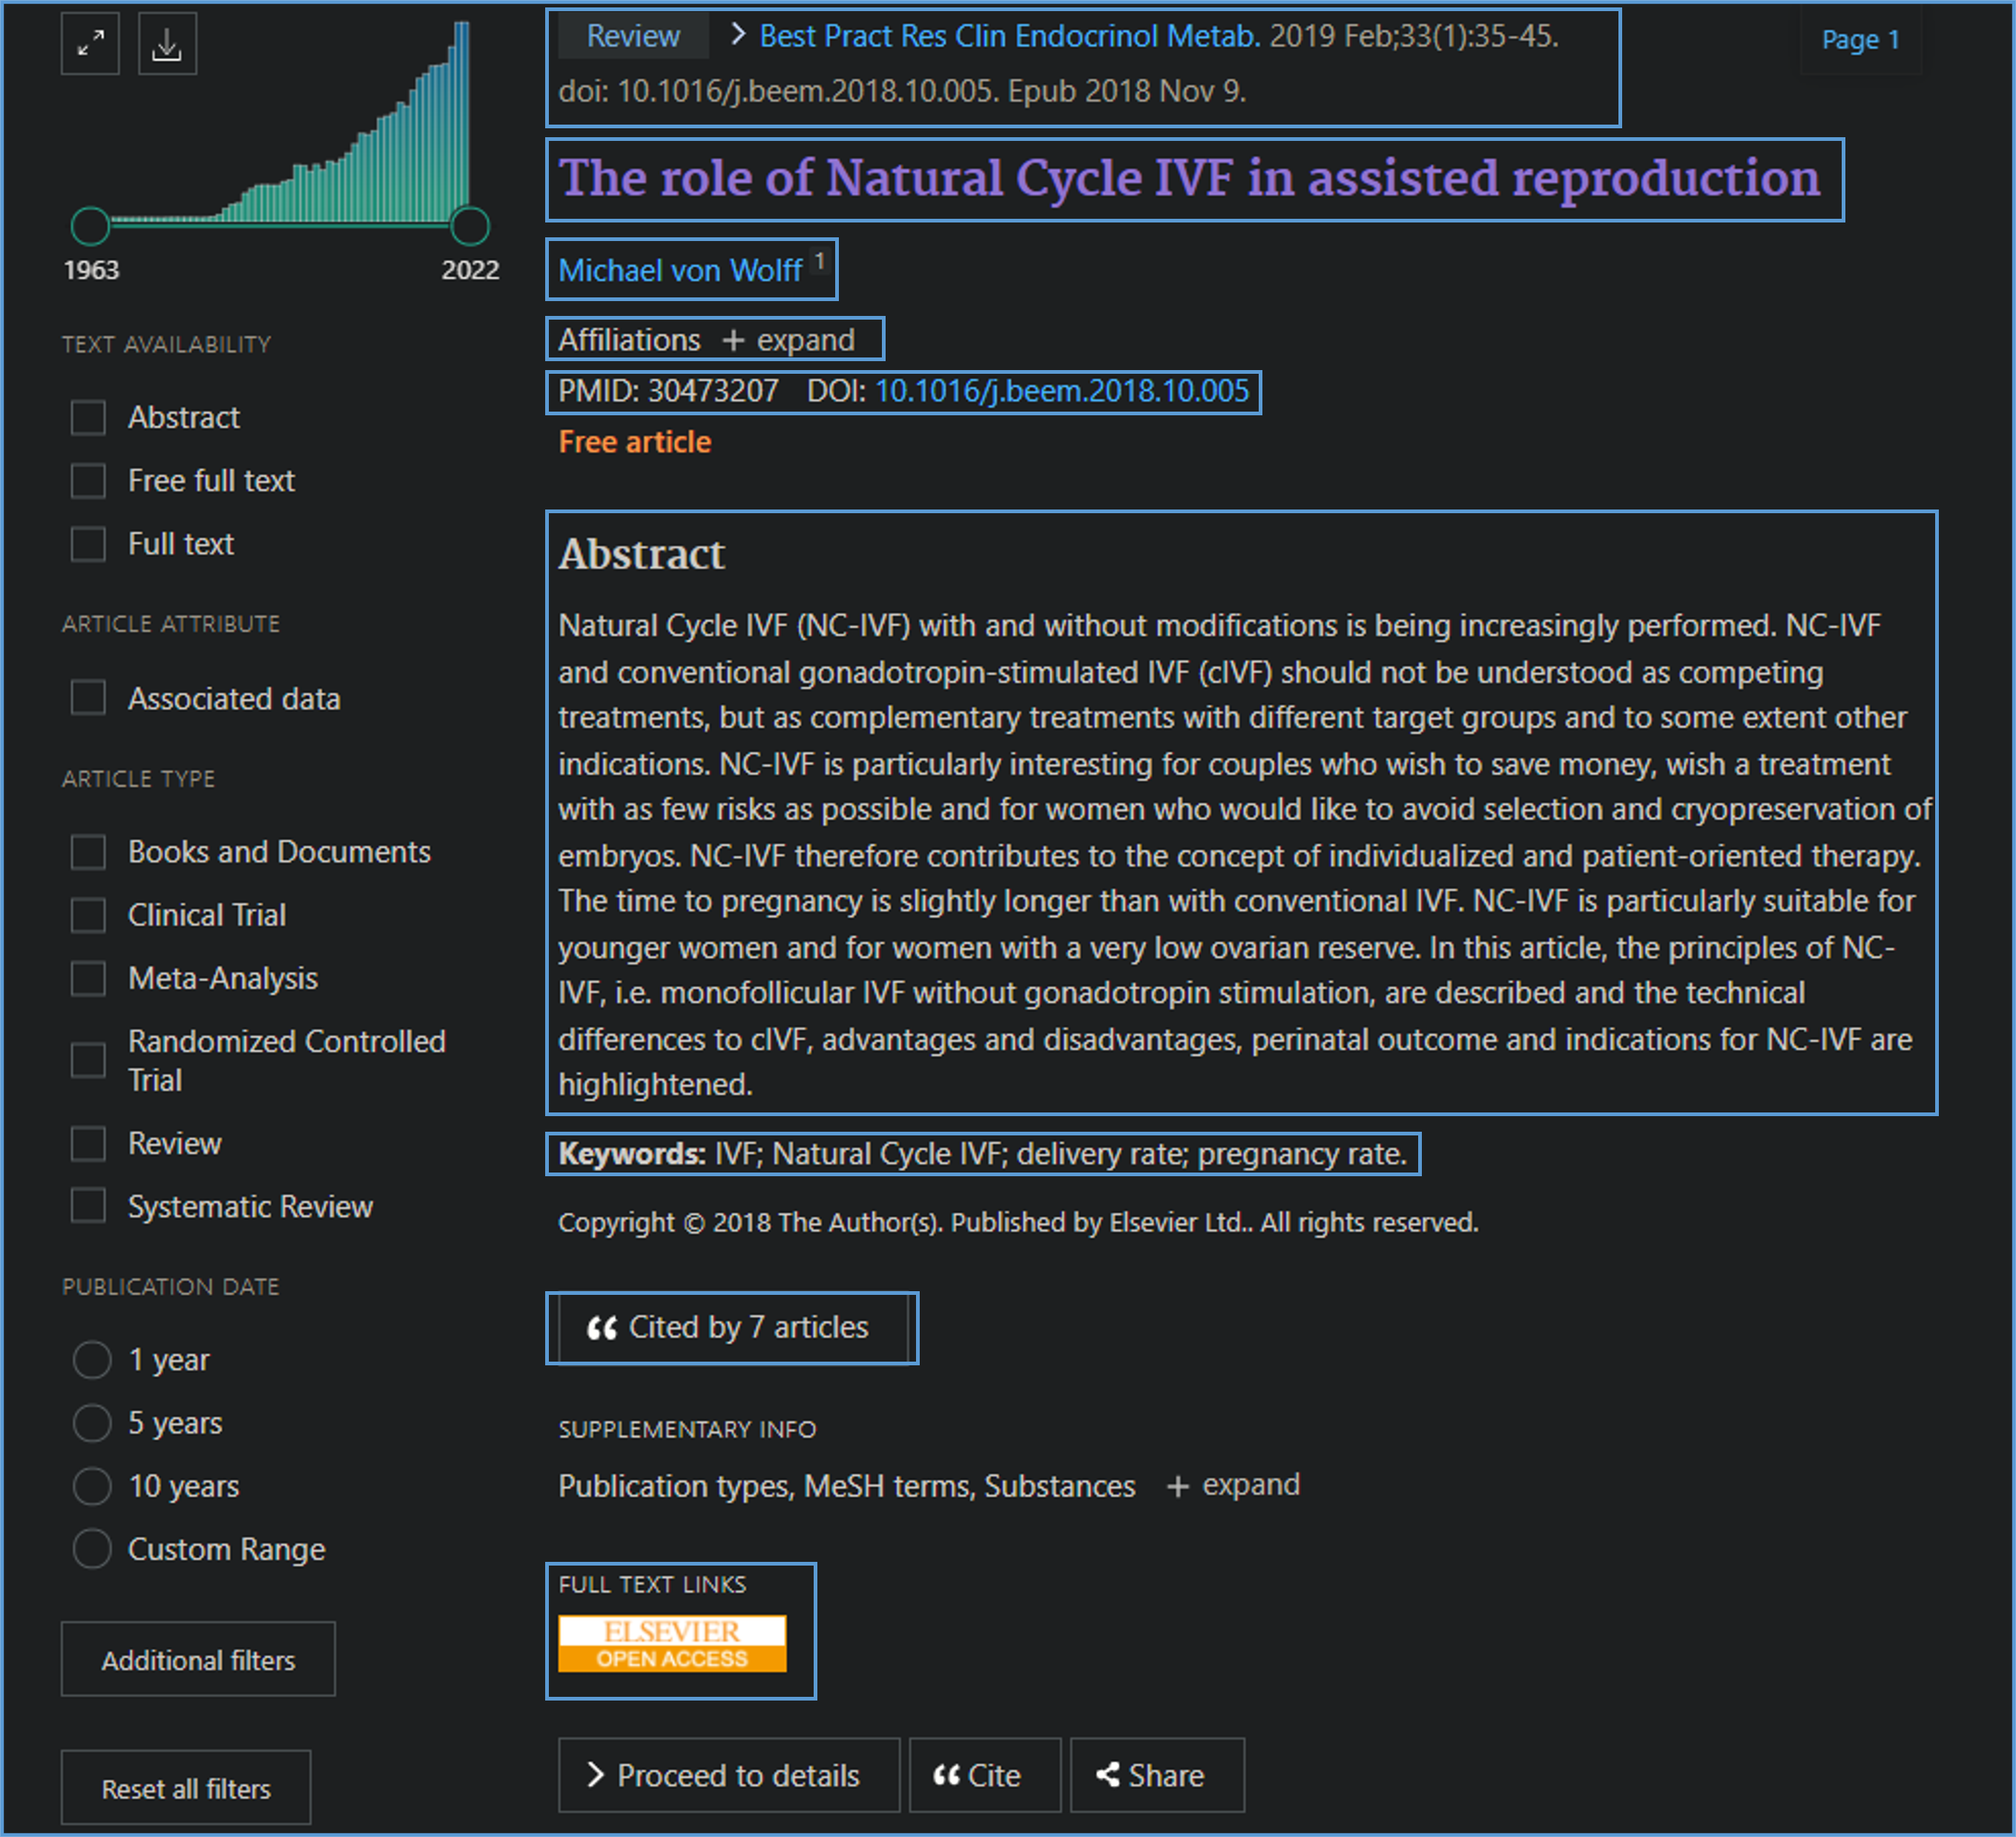 1963
2022
TEXT AVAILABILITY
Abstract
Free full text
Full text
ARTICLE ATTRIBUTE
Associated data
ARTICLE TYPE
Books and Documents
Clinical Trial
Meta-Analysis
Randomized Controlled
Trial
Review
Systematic Review
PUBLICATION DATE
1 year
5 years
10 years
Custom Range
Additional filters
Reset all filters
Review Best Pract Res Clin Endocrinol Metab. 2019 Feb;33(1):35-45.
doi: 10.1016/j.beem.2018.10.005. Epub 2018 Nov 9.
Page 1
The role of Natural Cycle IVF in assisted reproduction
Michael von Wolff 1
Affiliations + expand
PMID: 30473207 DOI: 10.1016/j.beem.2018.10.005
Free article
Abstract
Natural Cycle IVF (NC-IVF) with and without modifications is being increasingly performed. NC-IVF
and conventional gonadotropin-stimulated IVF (cIVF) should not be understood as competing
treatments, but as complementary treatments with different target groups and to some extent other
indications. NC-IVF is particularly interesting for couples who wish to save money, wish a treatment
with as few risks as possible and for women who would like to avoid selection and cryopreservation of
embryos. NC-IVF therefore contributes to the concept of individualized and patient-oriented therapy.
The time to pregnancy is slightly longer than with conventional IVF. NC-IVF is particularly suitable for
younger women and for women with a very low ovarian reserve. In this article, the principles of NC-
IVF, i.e. monofollicular IVF without gonadotropin stimulation, are described and the technical
differences to cIVF, advantages and disadvantages, perinatal outcome and indications for NC-IVF are
highlightened.
Keywords: IVF; Natural Cycle IVF; delivery rate; pregnancy rate.
Copyright © 2018 The Author(s). Published by Elsevier Ltd.. All rights reserved.
Cited by 7 articles
SUPPLEMENTARY INFO
Publication types, MeSH terms, Substances + expand
FULL TEXT LINKS
ELSEVIER
OPEN ACCESS
Proceed to details
Cite
Share